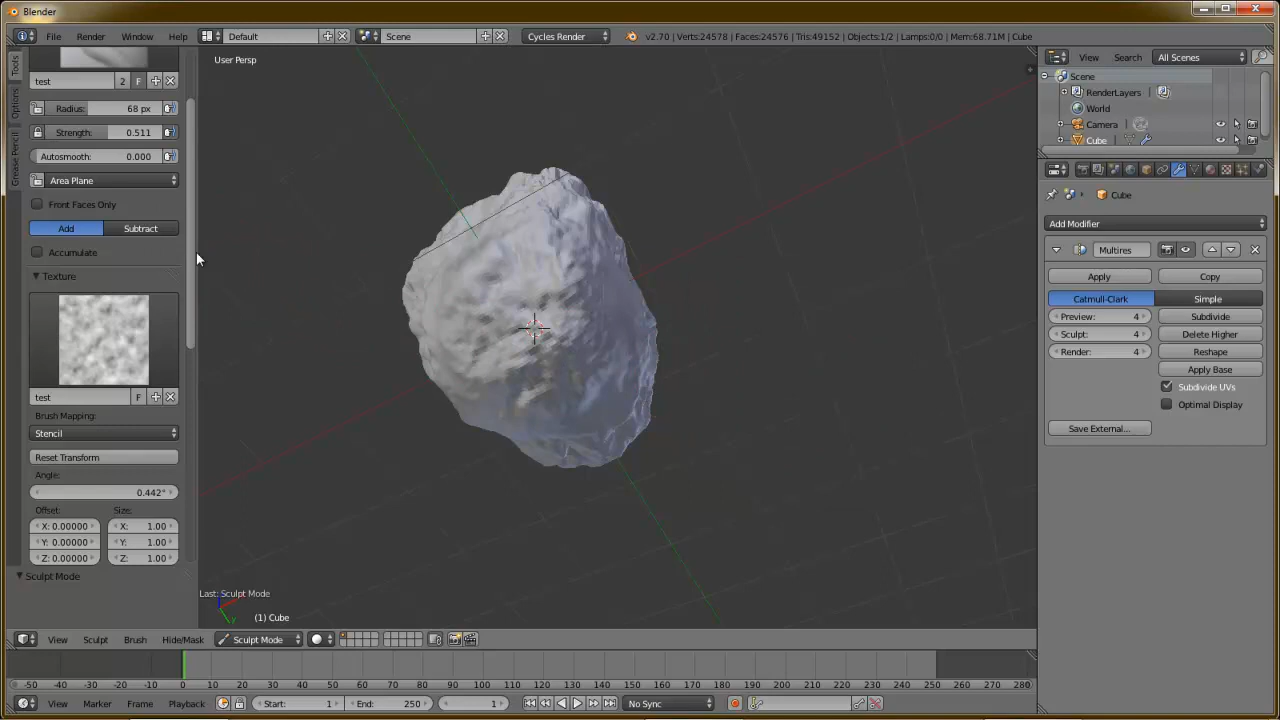 Blender
File Render Window Help Default Scene Cycles Render v2.70 | Verts:24578 | Faces:24576 | Tris:49152 | Objects:1/2 | Lamps:0/0 | Mem:68.71M | Cube
User Persp
View Search All Scenes
Scene
RenderLayers
World
Camera
Cube
Tools
Options
Grease Pencil
test 2 F
Radius: 68 px
Strength: 0.511
Autosmooth: 0.000
Area Plane
Front Faces Only
Add Subtract
Accumulate
Texture
test F
Brush Mapping:
Stencil
Reset Transform
Angle:
0.442°
Offset: Size:
X: 0.00000 X: 1.00
Y: 0.00000 Y: 1.00
Z: 0.00000 Z: 1.00
Sculpt Mode
Cube
Add Modifier
Multires
Apply Copy
Catmull-Clark Simple
Preview: 4 Subdivide
Sculpt: 4 Delete Higher
Render: 4 Reshape
Apply Base
Subdivide UVs
Optimal Display
Save External...
Last: Sculpt Mode
y
(1) Cube
View Sculpt Brush Hide/Mask Sculpt Mode
-50 -40 -30 -20 -10 0 10 20 30 40 50 60 70 80 90 100 110 120 130 140 150 160 170 180 190 200 210 220 230 240 250 260 270 280
View Marker Frame Playback Start: 1 End: 250 1 No Sync